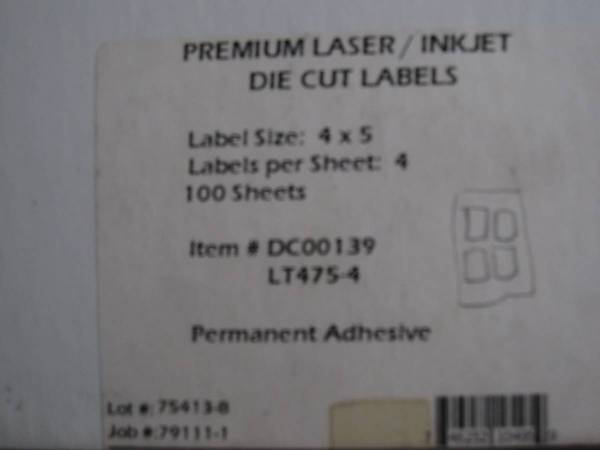 PREMIUM LASER / INKJET
DIE CUT LABELS
Label Size: 4 x 5
Labels per Sheet: 4
100 Sheets
Item # DC00139
LT475-4
Permanent Adhesive
Lot #: 75413-8
Job #:79111-1